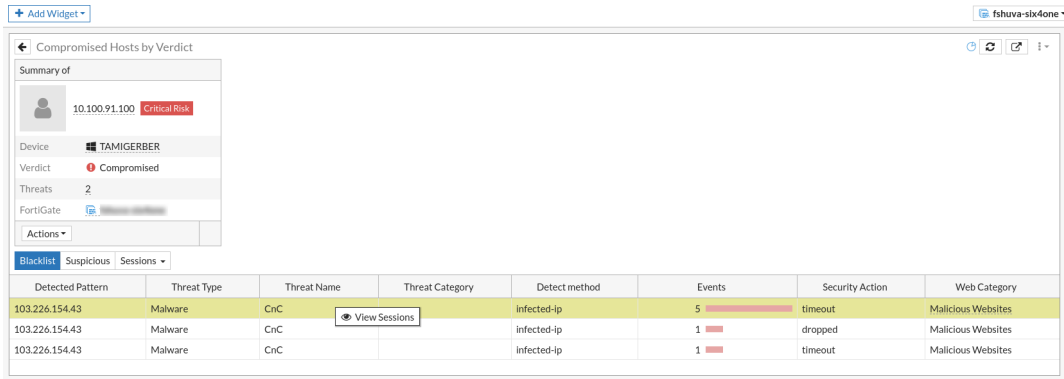 + Add Widget
fshuva-six4one
Compromised Hosts by Verdict
Summary of
10.100.91.100 Critical Risk
Device TAMIGERBER
Verdict Compromised
Threats 2
FortiGate
Actions
Blacklist Suspicious Sessions
Detected Pattern Threat Type Threat Name Threat Category Detect method Events Security Action Web Category
103.226.154.43 Malware CnC infected-ip 5 timeout Malicious Websites
View Sessions
103.226.154.43 Malware CnC infected-ip 1 dropped Malicious Websites
103.226.154.43 Malware CnC infected-ip 1 timeout Malicious Websites